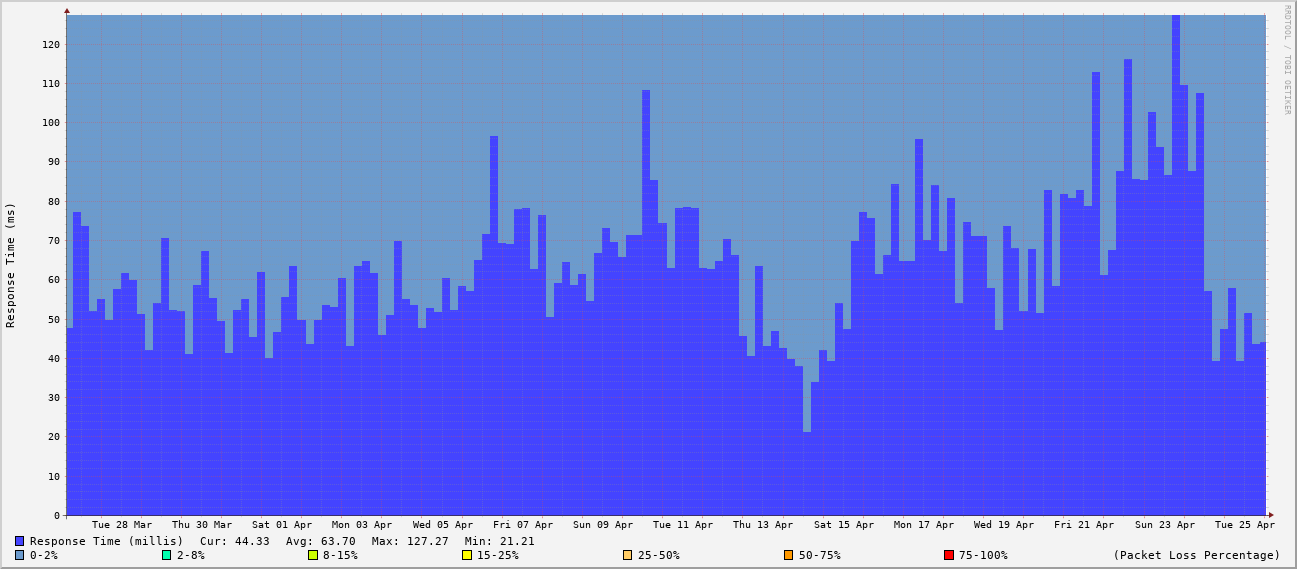 RRDTOOL / TOBI OETIKER
Response Time (ms)
120
110
100
90
80
70
60
50
40
30
20
10
0
Tue 28 Mar Thu 30 Mar Sat 01 Apr Mon 03 Apr Wed 05 Apr Fri 07 Apr Sun 09 Apr Tue 11 Apr Thu 13 Apr Sat 15 Apr Mon 17 Apr Wed 19 Apr Fri 21 Apr Sun 23 Apr Tue 25 Apr
Response Time (millis) Cur: 44.33 Avg: 63.70 Max: 127.27 Min: 21.21
0-2% 2-8% 8-15% 15-25% 25-50% 50-75% 75-100% (Packet Loss Percentage)